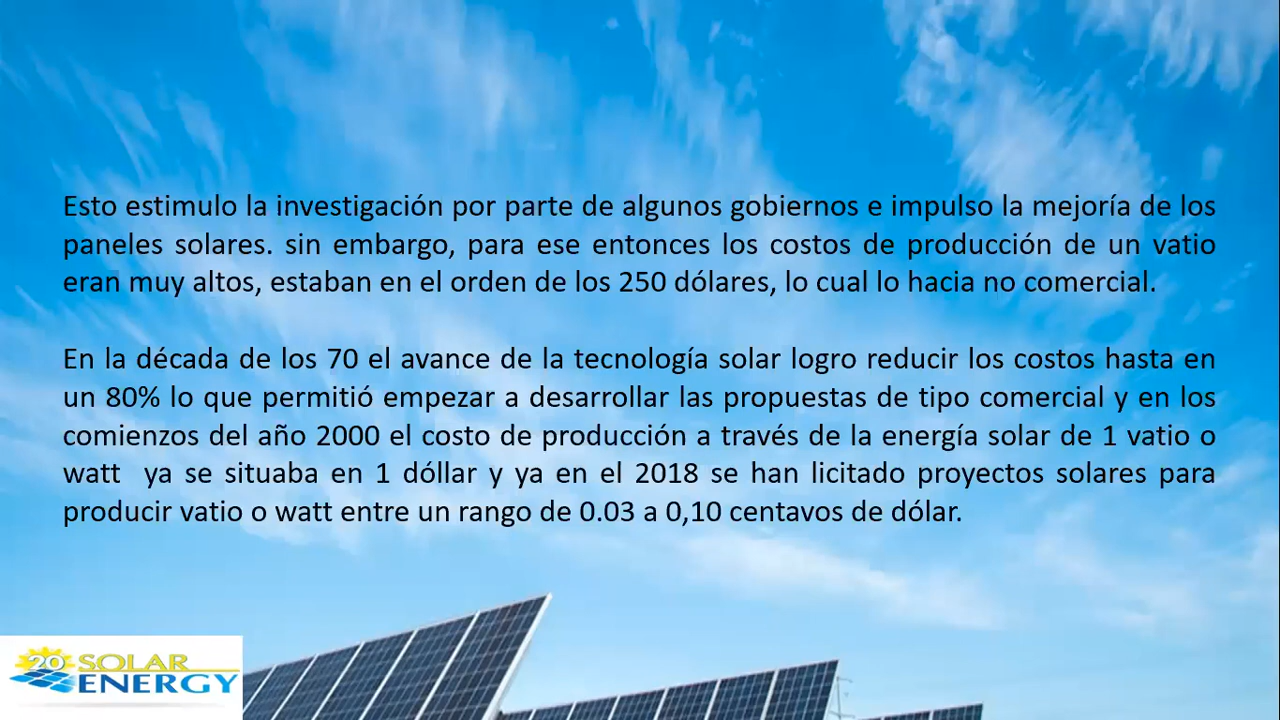 Esto estimulo la investigación por parte de algunos gobiernos e impulso la mejoría de los
paneles solares. sin embargo, para ese entonces los costos de producción de un vatio
eran muy altos, estaban en el orden de los 250 dólares, lo cual lo hacia no comercial.
En la década de los 70 el avance de la tecnología solar logro reducir los costos hasta en
un 80% lo que permitió empezar a desarrollar las propuestas de tipo comercial y en los
comienzos del año 2000 el costo de producción a través de la energía solar de 1 vatio o
watt  ya se situaba en 1 dóllar y ya en el 2018 se han licitado proyectos solares para
producir vatio o watt entre un rango de 0.03 a 0,10 centavos de dólar.
20 SOLAR
ENERGY